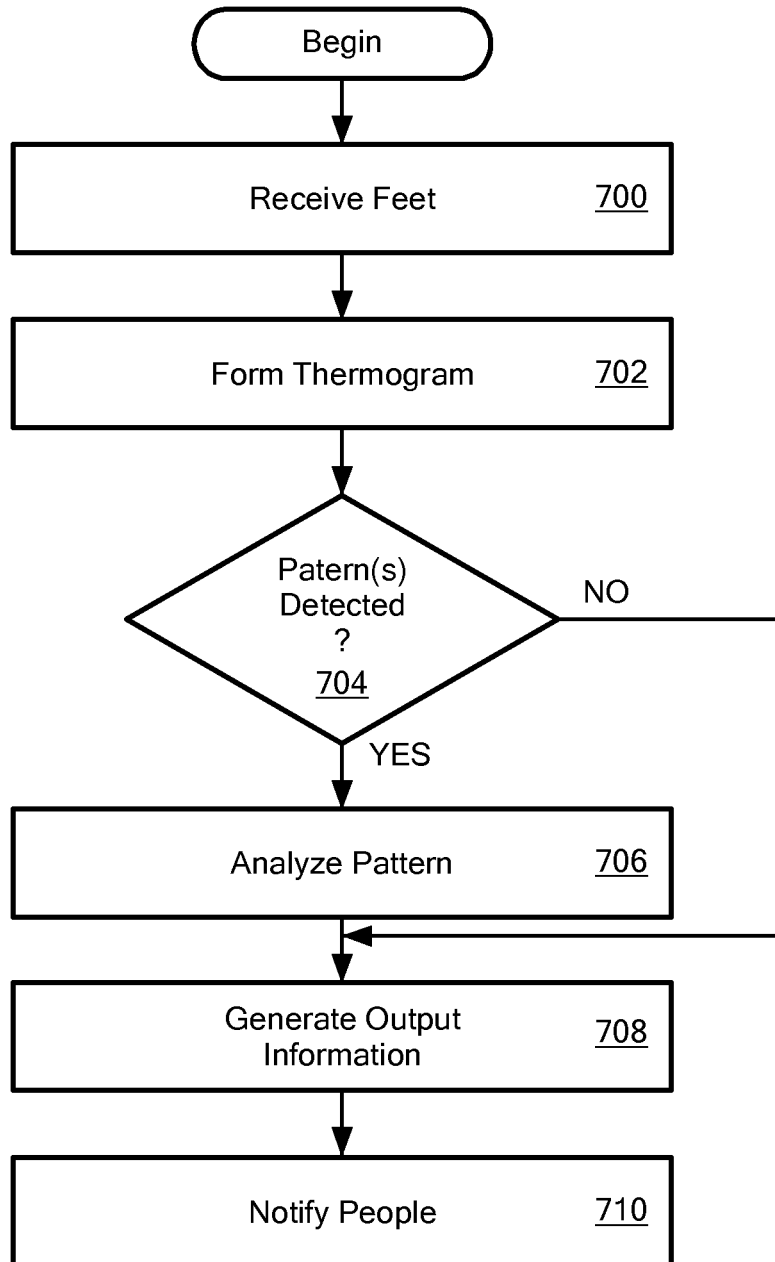 Begin
Receive Feet 700
Form Thermogram 702
Patern(s)
Detected
?
704
NO
YES
Analyze Pattern 706
Generate Output
Information
708
Notify People 710